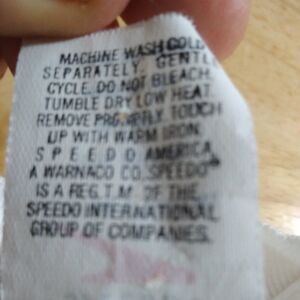 MACHINE WASH COLD
SEPARATELY. GENTLE
CYCLE. DO NOT BLEACH.
TUMBLE DRY LOW HEAT.
REMOVE PROMPTLY. TOUCH
UP WITH WARM IRON.
SPEEDO AMERICA,
A WARNACO CO. SPEEDO
IS A REG. T.M. OF THE
SPEEDO INTERNATIONAL
GROUP OF COMPANIES.